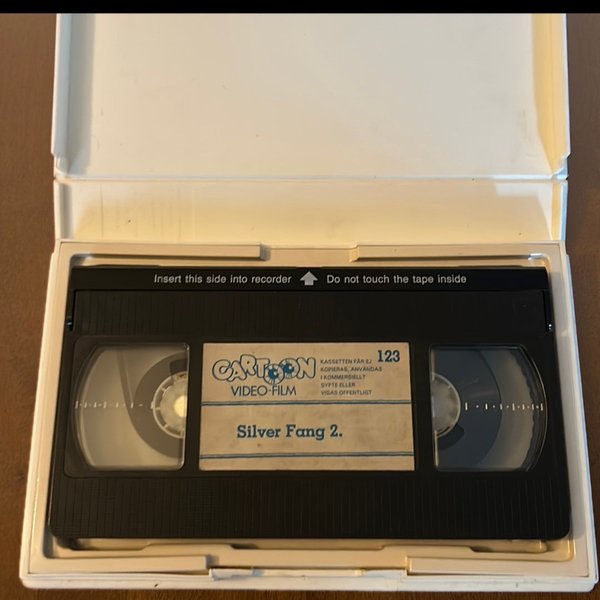 Insert this side into recorder Do not touch the tape inside
CARTOON
VIDEO-FILM
123
KASSETTEN FÅR EJ
KOPIERAS, ANVÄNDAS
I KOMMERSIELLT
SYFTE ELLER
VISAS OFFENTLIGT
Silver Fang 2.